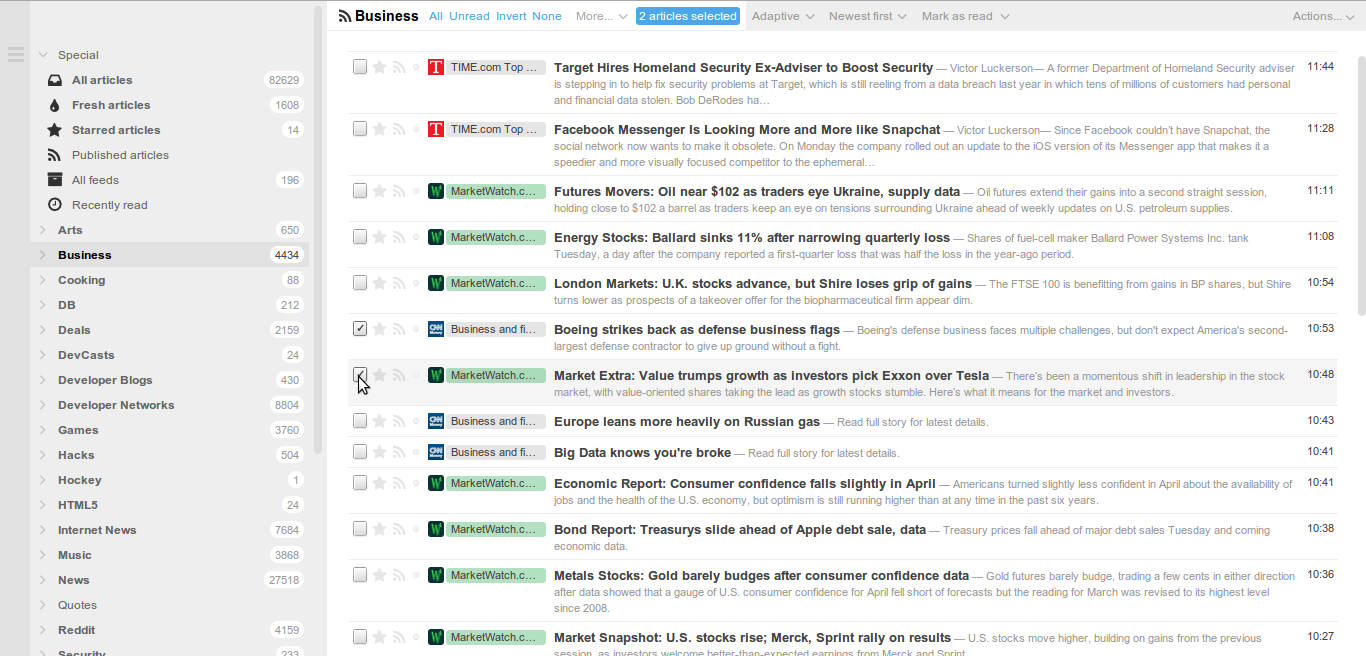 Business All Unread Invert None More... 2 articles selected Adaptive Newest first Mark as read Actions...
Special
All articles 82629
Fresh articles 1608
Starred articles 14
Published articles
All feeds 196
Recently read
Arts 650
Business 4434
Cooking 88
DB 212
Deals 2159
DevCasts 24
Developer Blogs 430
Developer Networks 8804
Games 3760
Hacks 504
Hockey 1
HTML5 24
Internet News 7684
Music 3868
News 27518
Quotes
Reddit 4159
Security 233
TIME.com Top ... Target Hires Homeland Security Ex-Adviser to Boost Security — Victor Luckerson— A former Department of Homeland Security adviser 11:44
is stepping in to help fix security problems at Target, which is still reeling from a data breach last year in which tens of millions of customers had personal
and financial data stolen. Bob DeRodes ha…
TIME.com Top ... Facebook Messenger Is Looking More and More like Snapchat — Victor Luckerson— Since Facebook couldn't have Snapchat, the 11:28
social network now wants to make it obsolete. On Monday the company rolled out an update to the iOS version of its Messenger app that makes it a
speedier and more visually focused competitor to the ephemeral…
MarketWatch.c... Futures Movers: Oil near $102 as traders eye Ukraine, supply data — Oil futures extend their gains into a second straight session, 11:11
holding close to $102 a barrel as traders keep an eye on tensions surrounding Ukraine ahead of weekly updates on U.S. petroleum supplies.
MarketWatch.c... Energy Stocks: Ballard sinks 11% after narrowing quarterly loss — Shares of fuel-cell maker Ballard Power Systems Inc. tank 11:08
Tuesday, a day after the company reported a first-quarter loss that was half the loss in the year-ago period.
MarketWatch.c... London Markets: U.K. stocks advance, but Shire loses grip of gains — The FTSE 100 is benefitting from gains in BP shares, but Shire 10:54
turns lower as prospects of a takeover offer for the biopharmaceutical firm appear dim.
CNN Money Business and fi... Boeing strikes back as defense business flags — Boeing's defense business faces multiple challenges, but don't expect America's second- 10:53
largest defense contractor to give up ground without a fight.
MarketWatch.c... Market Extra: Value trumps growth as investors pick Exxon over Tesla — There's been a momentous shift in leadership in the stock 10:48
market, with value-oriented shares taking the lead as growth stocks stumble. Here's what it means for the market and investors.
CNN Money Business and fi... Europe leans more heavily on Russian gas — Read full story for latest details. 10:43
CNN Money Business and fi... Big Data knows you're broke — Read full story for latest details. 10:41
MarketWatch.c... Economic Report: Consumer confidence falls slightly in April — Americans turned slightly less confident in April about the availability of 10:41
jobs and the health of the U.S. economy, but optimism is still running higher than at any time in the past six years.
MarketWatch.c... Bond Report: Treasurys slide ahead of Apple debt sale, data — Treasury prices fall ahead of major debt sales Tuesday and coming 10:38
economic data.
MarketWatch.c... Metals Stocks: Gold barely budges after consumer confidence data — Gold futures barely budge, trading a few cents in either direction 10:36
after data showed that a gauge of U.S. consumer confidence for April fell short of forecasts but the reading for March was revised to its highest level
since 2008.
MarketWatch.c... Market Snapshot: U.S. stocks rise; Merck, Sprint rally on results — U.S. stocks move higher, building on gains from the previous 10:27
session, as investors welcome better-than-expected earnings from Merck and Sprint.